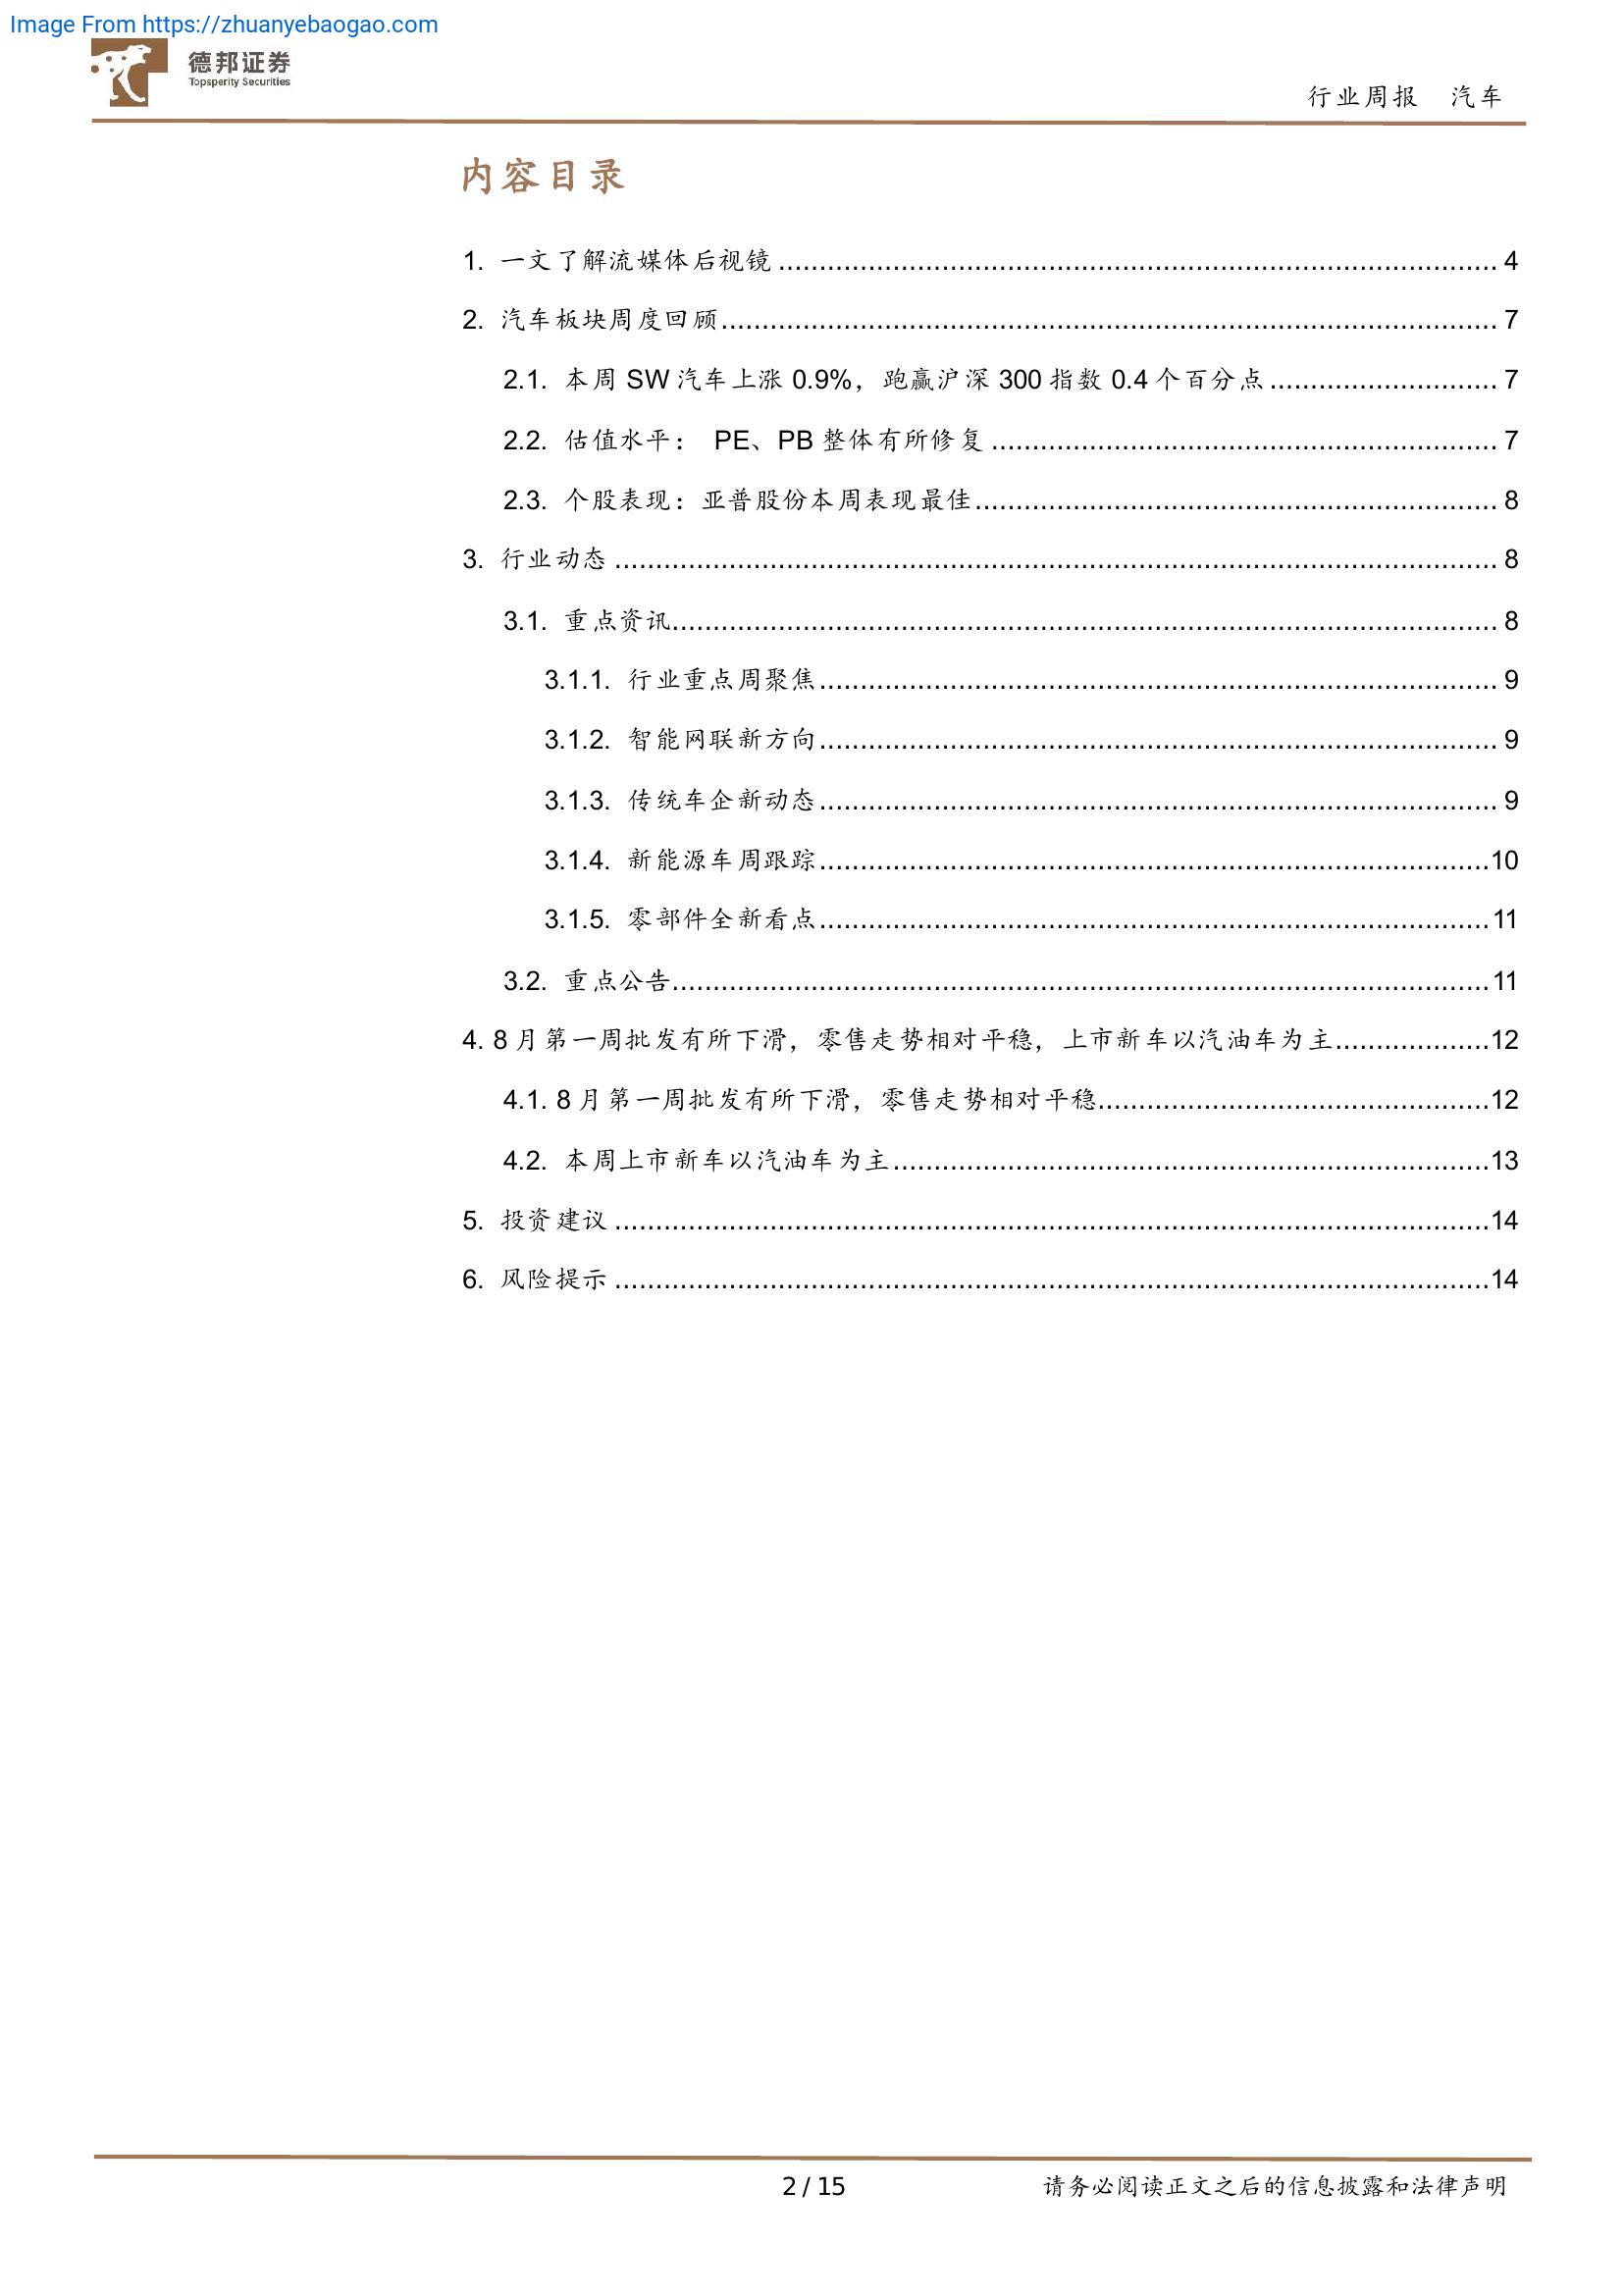 Image From https://zhuanyebaogao.com
德邦证券
Topsperity Securities
行业周报 汽车
内容目录
1. 一文了解流媒体后视镜 ........................................ 4
2. 汽车板块周度回顾 ........................................ 7
2.1. 本周 SW 汽车上涨 0.9%，跑赢沪深 300 指数 0.4 个百分点 ........................................ 7
2.2. 估值水平： PE、PB 整体有所修复 ........................................ 7
2.3. 个股表现：亚普股份本周表现最佳 ........................................ 8
3. 行业动态 ........................................ 8
3.1. 重点资讯 ........................................ 8
3.1.1. 行业重点周聚焦 ........................................ 9
3.1.2. 智能网联新方向 ........................................ 9
3.1.3. 传统车企新动态 ........................................ 9
3.1.4. 新能源车周跟踪 ........................................ 10
3.1.5. 零部件全新看点 ........................................ 11
3.2. 重点公告 ........................................ 11
4. 8 月第一周批发有所下滑，零售走势相对平稳，上市新车以汽油车为主 ........................................ 12
4.1. 8 月第一周批发有所下滑，零售走势相对平稳 ........................................ 12
4.2. 本周上市新车以汽油车为主 ........................................ 13
5. 投资建议 ........................................ 14
6. 风险提示 ........................................ 14
2 / 15 请务必阅读正文之后的信息披露和法律声明